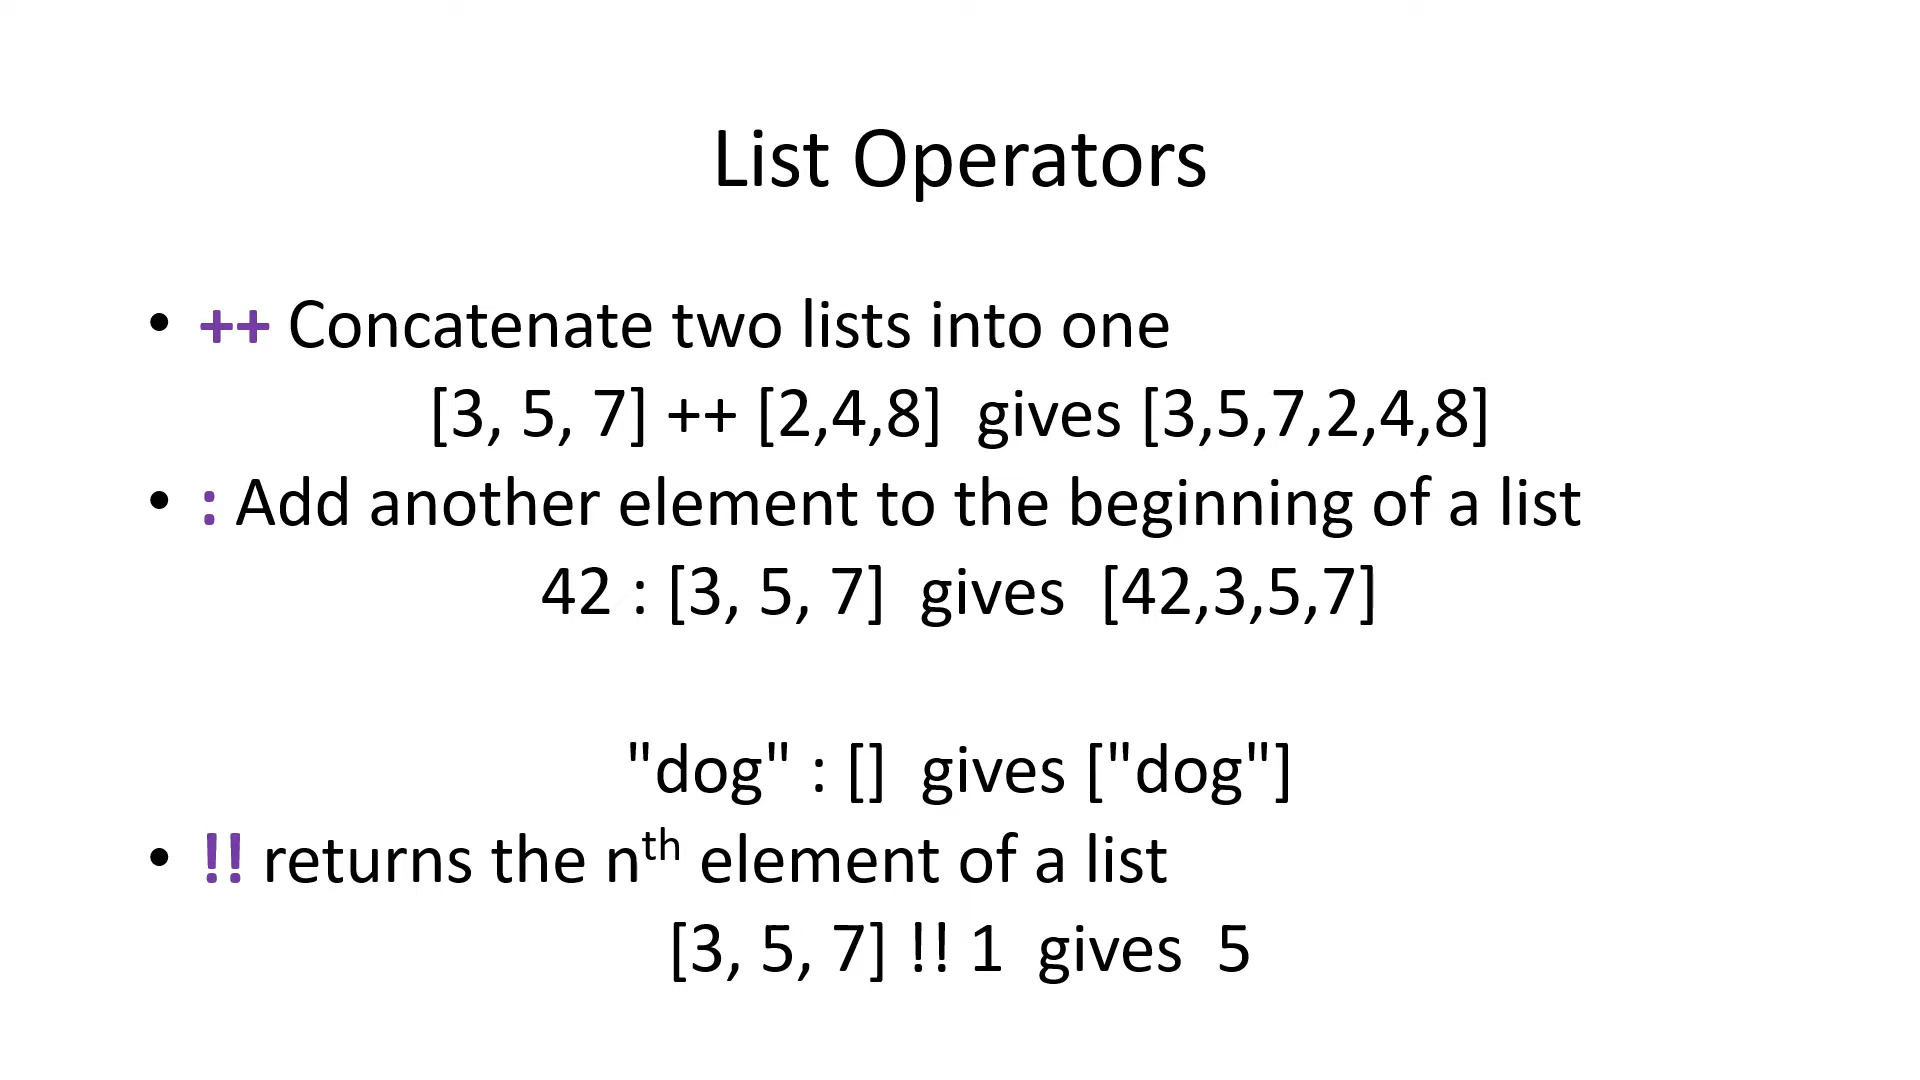 List Operators
• ++ Concatenate two lists into one
[3, 5, 7] ++ [2,4,8]  gives [3,5,7,2,4,8]
• : Add another element to the beginning of a list
42 : [3, 5, 7]  gives  [42,3,5,7]
"dog" : []  gives ["dog"]
• !! returns the nth element of a list
[3, 5, 7] !! 1  gives  5